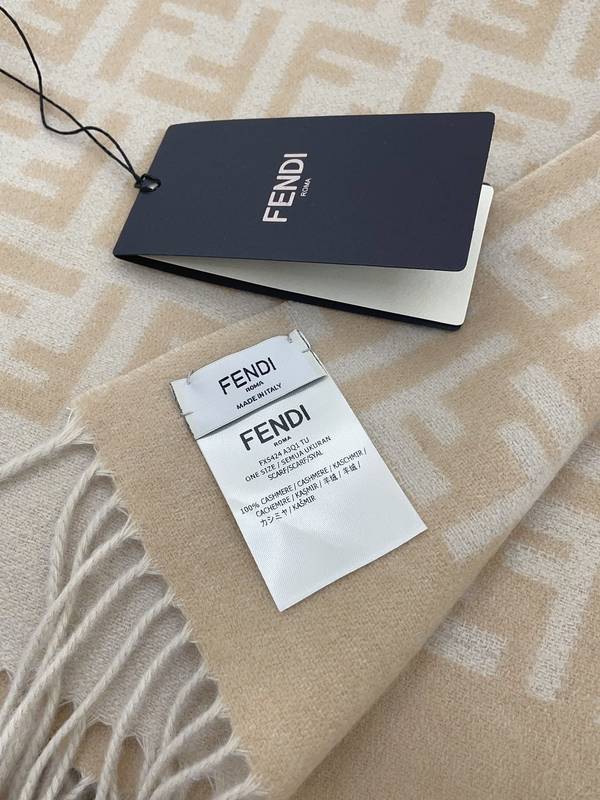 FENDI
ROMA
FENDI
ROMA
MADE IN ITALY
FENDI
ROMA
FXS424 A3Q1 TU
ONE SIZE / SEMUA UKURAN
SCARF/SCARF/SYAL
100% CASHMERE / CASHMERE / KASCHMIR /
CACHEMIRE / KAŞMIR / 羊绒 / 羊絨 /
カシミヤ / KAŠMIR